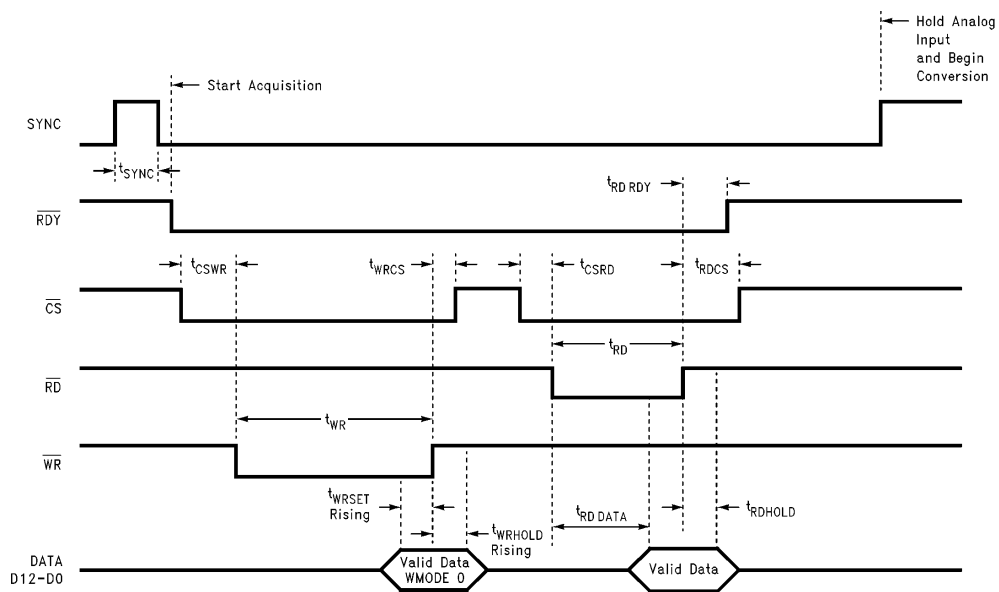 Hold Analog
Input
and Begin
Conversion
Start Acquisition
SYNC
tSYNC
tRD RDY
RDY
tCSWR
tWRCS
tCSRD
tRDCS
CS
tRD
RD
tWR
WR
tWRSET
Rising
tWRHOLD
Rising
tRD DATA
tRDHOLD
DATA
D12-D0
Valid Data
WMODE 0
Valid Data